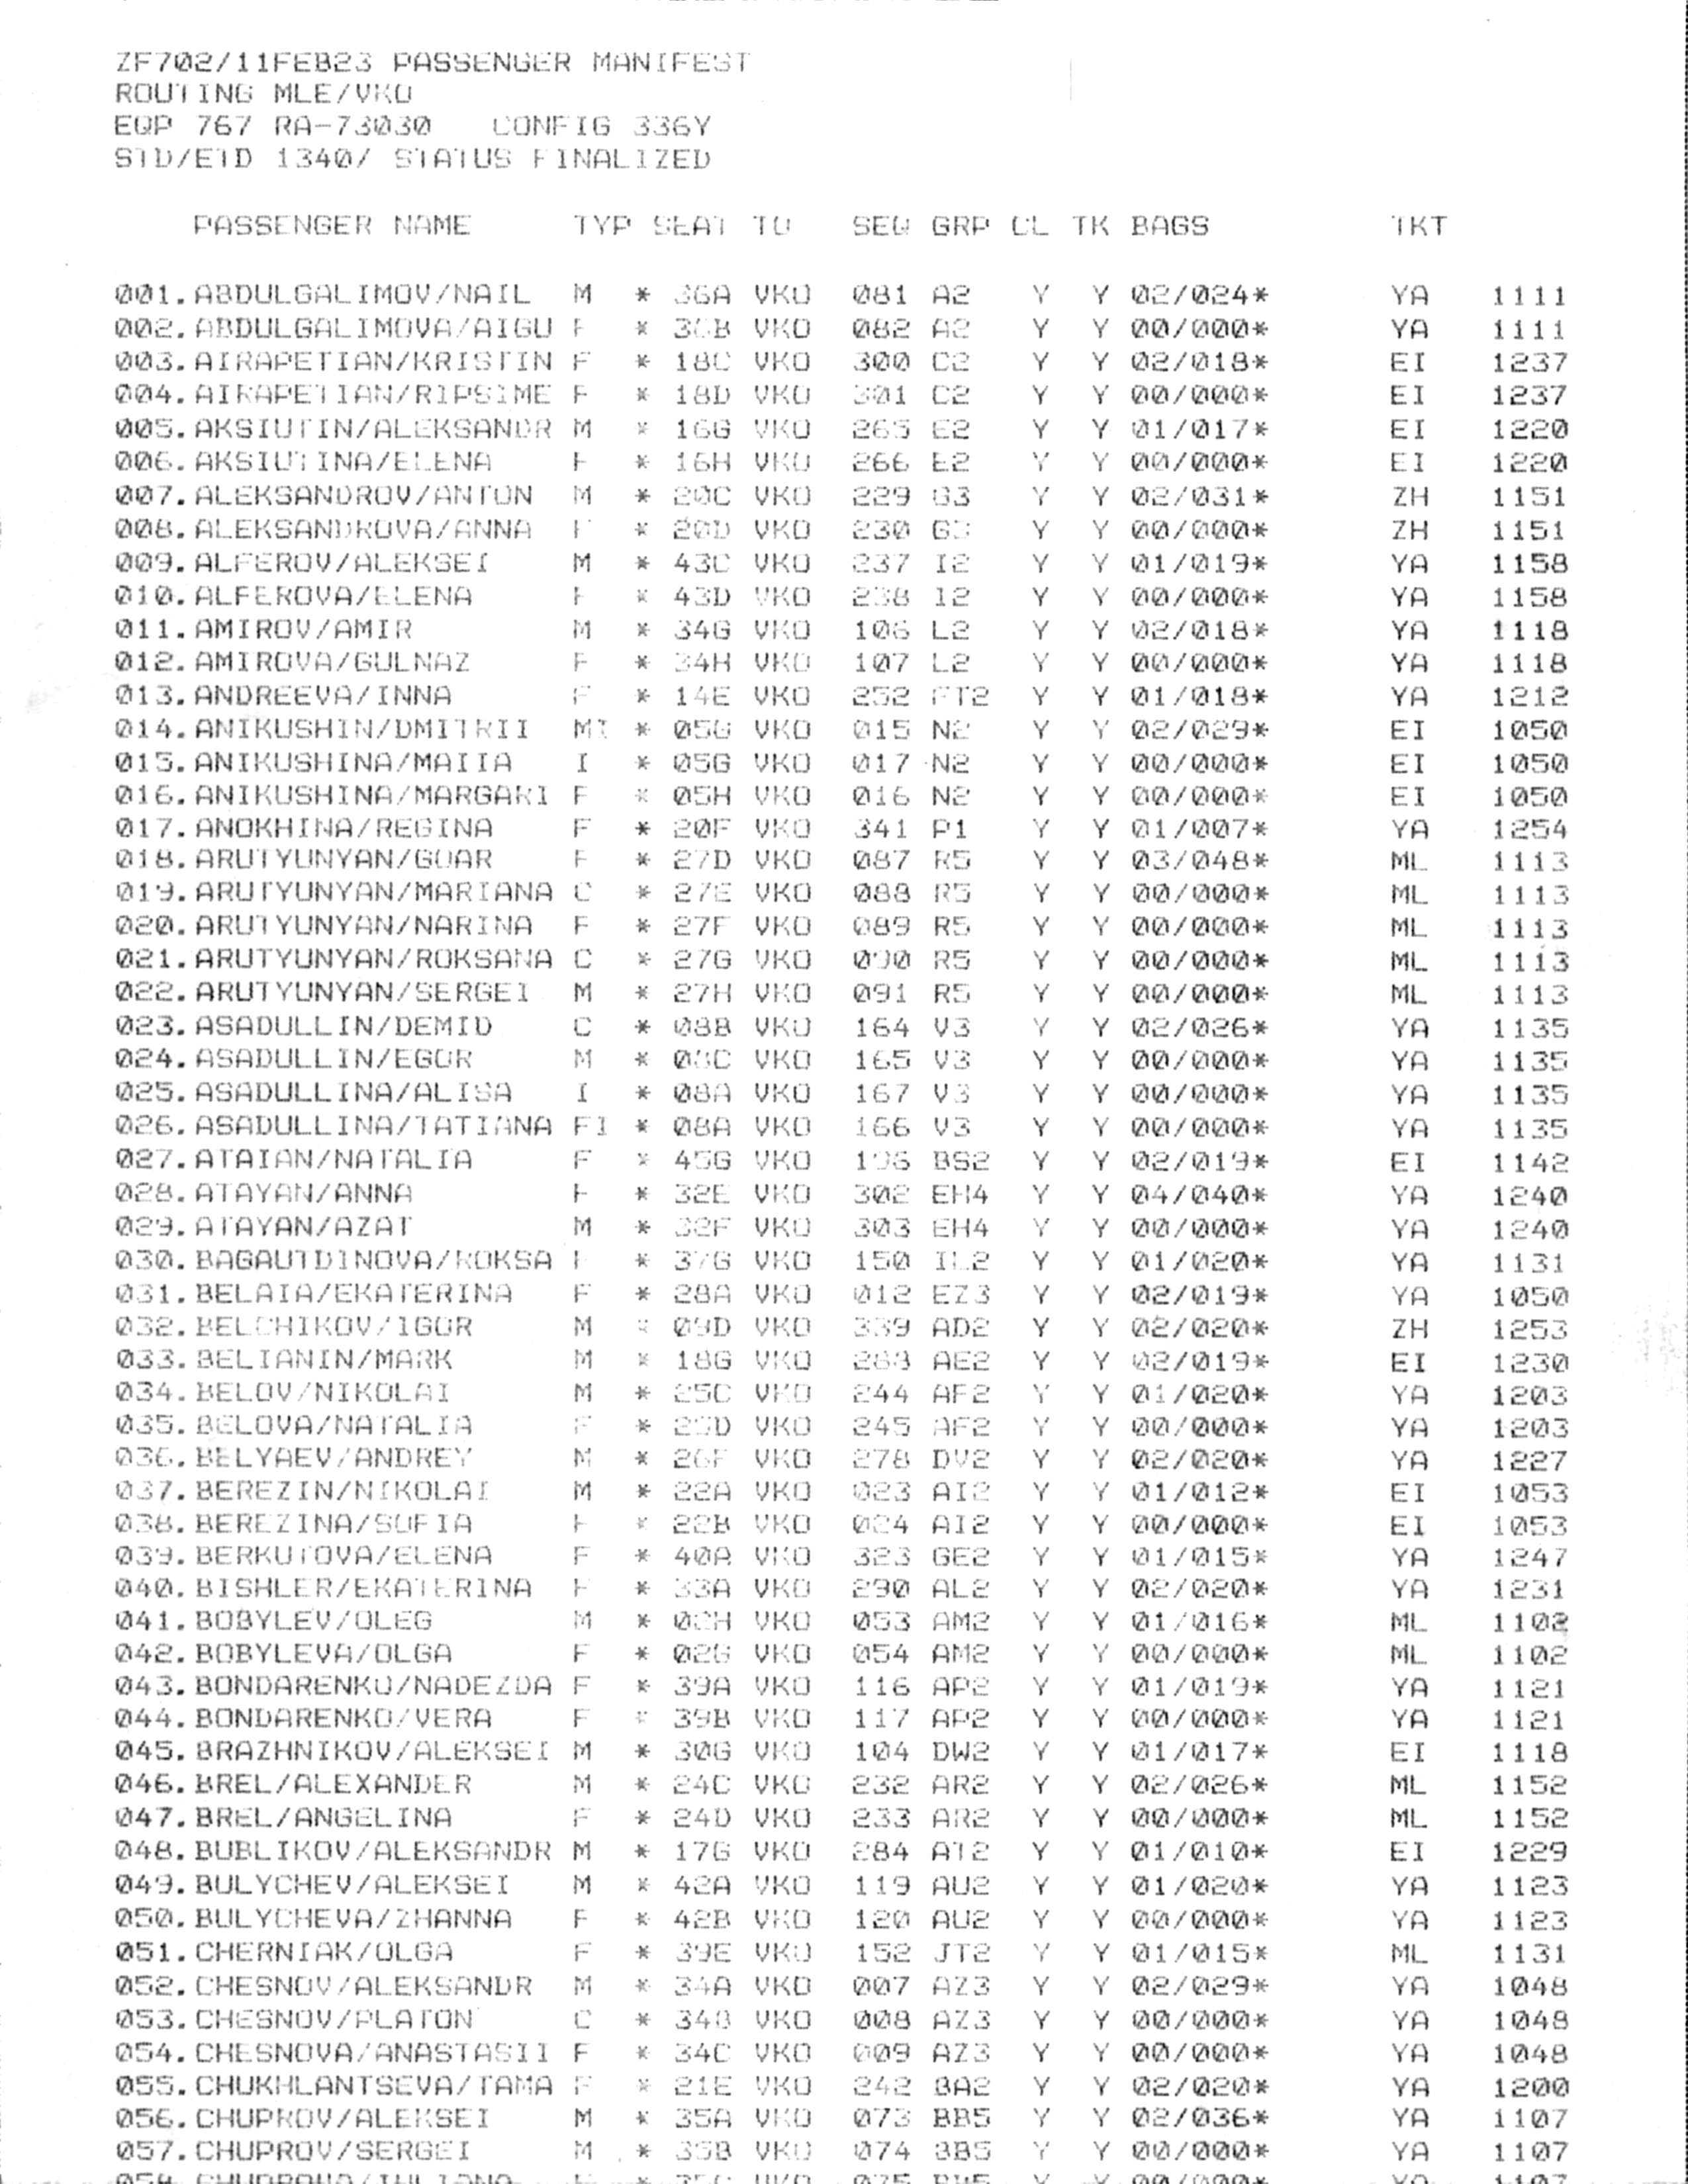 ZF702/11FEB23 PASSENGER MANIFEST
ROUTING MLE/VKO
EQP 767 RA-73030 CONFIG 336Y
STD/ETD 1340/ STATUS FINALIZED
PASSENGER NAME TYP SEAT TO SEQ GRP CL TK BAGS TKT
001.ABDULGALIMOV/NAIL M * 36A VKO 081 A2 Y Y 02/024* YA 1111
002.ABDULGALIMOVA/AIGU F * 36B VKO 082 A2 Y Y 00/000* YA 1111
003.AIRAPETIAN/KRISTIN F * 18C VKO 300 C2 Y Y 02/018* EI 1237
004.AIRAPETIAN/RIPSIME F * 18D VKO 301 C2 Y Y 00/000* EI 1237
005.AKSIUTIN/ALEKSANDR M * 16G VKO 265 E2 Y Y 01/017* EI 1220
006.AKSIUTINA/ELENA F * 16H VKO 266 E2 Y Y 00/000* EI 1220
007.ALEKSANDROV/ANTON M * 20C VKO 229 G3 Y Y 02/031* ZH 1151
008.ALEKSANDROVA/ANNA F * 20D VKO 230 G3 Y Y 00/000* ZH 1151
009.ALFEROV/ALEKSEI M * 43C VKO 237 I2 Y Y 01/019* YA 1158
010.ALFEROVA/ELENA F * 43D VKO 238 I2 Y Y 00/000* YA 1158
011.AMIROV/AMIR M * 34G VKO 106 L2 Y Y 02/018* YA 1118
012.AMIROVA/GULNAZ F * 34H VKO 107 L2 Y Y 00/000* YA 1118
013.ANDREEVA/INNA F * 14E VKO 252 FT2 Y Y 01/018* YA 1212
014.ANIKUSHIN/DMITRII MI * 05G VKO 015 N2 Y Y 02/029* EI 1050
015.ANIKUSHINA/MAIIA I * 05G VKO 017 N2 Y Y 00/000* EI 1050
016.ANIKUSHINA/MARGARI F * 05H VKO 016 N2 Y Y 00/000* EI 1050
017.ANOKHINA/REGINA F * 20F VKO 341 P1 Y Y 01/007* YA 1254
018.ARUTYUNYAN/GOAR F * 27D VKO 087 R5 Y Y 03/048* ML 1113
019.ARUTYUNYAN/MARIANA C * 27E VKO 088 R5 Y Y 00/000* ML 1113
020.ARUTYUNYAN/NARINA F * 27F VKO 089 R5 Y Y 00/000* ML 1113
021.ARUTYUNYAN/ROKSANA C * 27G VKO 090 R5 Y Y 00/000* ML 1113
022.ARUTYUNYAN/SERGEI M * 27H VKO 091 R5 Y Y 00/000* ML 1113
023.ASADULLIN/DEMID C * 08B VKO 164 V3 Y Y 02/026* YA 1135
024.ASADULLIN/EGOR M * 08C VKO 165 V3 Y Y 00/000* YA 1135
025.ASADULLINA/ALISA I * 08A VKO 167 V3 Y Y 00/000* YA 1135
026.ASADULLINA/TATIANA FI * 08A VKO 166 V3 Y Y 00/000* YA 1135
027.ATAIAN/NATALIA F * 45G VKO BS2 Y Y 02/019* EI 1142
028.ATAYAN/ANNA F * 32E VKO 302 EH4 Y Y 04/040* YA 1240
029.ATAYAN/AZAT M * 32F VKO 303 EH4 Y Y 00/000* YA 1240
030.BAGAUTDINOVA/ROKSA F * 37G VKO 150 Y Y 01/020* YA 1131
031.BELAIA/EKATERINA F * 28A VKO 012 EZ3 Y Y 02/019* YA 1050
032.BELCHIKOV/IGOR M * 09D VKO 339 AD2 Y Y 02/020* ZH 1253
033.BELIANIN/MARK M * 18G VKO 289 AE2 Y Y 02/019* EI 1230
034.BELOV/NIKOLAI M * 25C VKO 244 AF2 Y Y 01/020* YA 1203
035.BELOVA/NATALIA F * 25D VKO 245 AF2 Y Y 00/000* YA 1203
036.BELYAEV/ANDREY M * 26F VKO 278 DV2 Y Y 02/020* YA 1227
037.BEREZIN/NIKOLAI M * 22A VKO 023 AI2 Y Y 01/012* EI 1053
038.BEREZINA/SOFIA F * 22B VKO 024 AI2 Y Y 00/000* EI 1053
039.BERKUTOVA/ELENA F * 40A VKO 323 GE2 Y Y 01/015* YA 1247
040.BISHLER/EKATERINA F * 33A VKO 290 AL2 Y Y 02/020* YA 1231
041.BOBYLEV/OLEG M * 02H VKO 053 AM2 Y Y 01/016* ML 1102
042.BOBYLEVA/OLGA F * 02G VKO 054 AM2 Y Y 00/000* ML 1102
043.BONDARENKO/NADEZDA F * 39A VKO 116 AP2 Y Y 01/019* YA 1121
044.BONDARENKO/VERA F * 39B VKO 117 AP2 Y Y 00/000* YA 1121
045.BRAZHNIKOV/ALEKSEI M * 30G VKO 104 DW2 Y Y 01/017* EI 1118
046.BREL/ALEXANDER M * 24C VKO 232 AR2 Y Y 02/026* ML 1152
047.BREL/ANGELINA F * 24D VKO 233 AR2 Y Y 00/000* ML 1152
048.BUBLIKOV/ALEKSANDR M * 17G VKO 284 AT2 Y Y 01/010* EI 1229
049.BULYCHEV/ALEKSEI M * 42A VKO 119 AU2 Y Y 01/020* YA 1123
050.BULYCHEVA/ZHANNA F * 42B VKO 120 AU2 Y Y 00/000* YA 1123
051.CHERNIAK/OLGA F * 39E VKO 152 JT2 Y Y 01/015* ML 1131
052.CHESNOV/ALEKSANDR M * 34A VKO 007 AZ3 Y Y 02/029* YA 1048
053.CHESNOV/PLATON C * 34B VKO 008 AZ3 Y Y 00/000* YA 1048
054.CHESNOVA/ANASTASII F * 34C VKO 009 AZ3 Y Y 00/000* YA 1048
055.CHUKHLANTSEVA/TAMA F * 21E VKO 242 BA2 Y Y 02/020* YA 1200
056.CHUPROV/ALEKSEI M * 35A VKO 073 BB5 Y Y 02/036* YA 1107
057.CHUPROV/SERGEI M * 35B VKO 074 BB5 Y Y 00/000* YA 1107